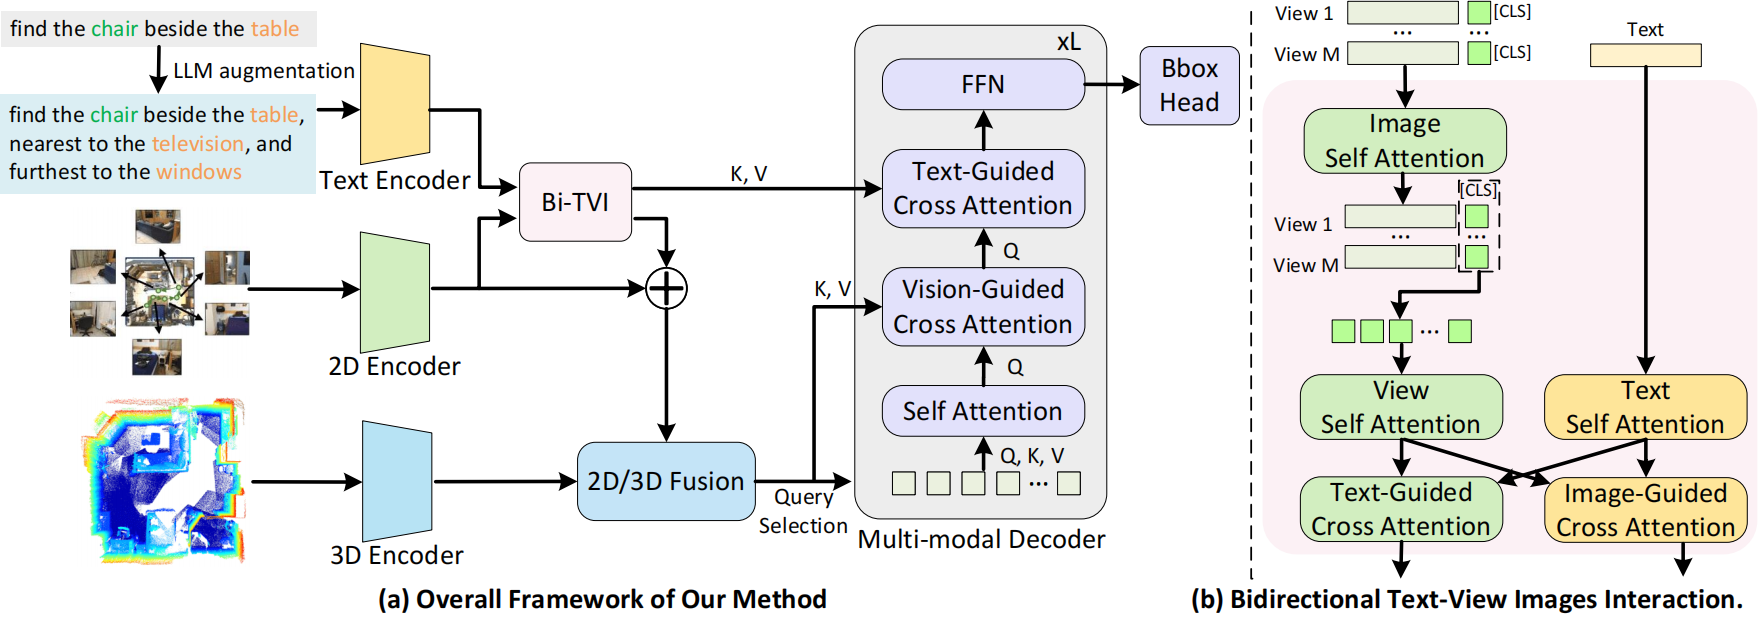 find the chair beside the table
LLM augmentation
find the chair beside the table,
nearest to the television, and
furthest to the windows
Text Encoder
2D Encoder
3D Encoder
Bi-TVI
2D/3D Fusion
Query
Selection
K, V
K, V
xL
FFN
Text-Guided
Cross Attention
Q
Vision-Guided
Cross Attention
Q
Self Attention
Q, K, V
...
Multi-modal Decoder
Bbox
Head
(a) Overall Framework of Our Method
View 1
[CLS]
... ...
View M
[CLS]
Text
Image
Self Attention
[CLS]
View 1
... ...
View M
...
View
Self Attention
Text
Self Attention
Text-Guided
Cross Attention
Image-Guided
Cross Attention
(b) Bidirectional Text-View Images Interaction.